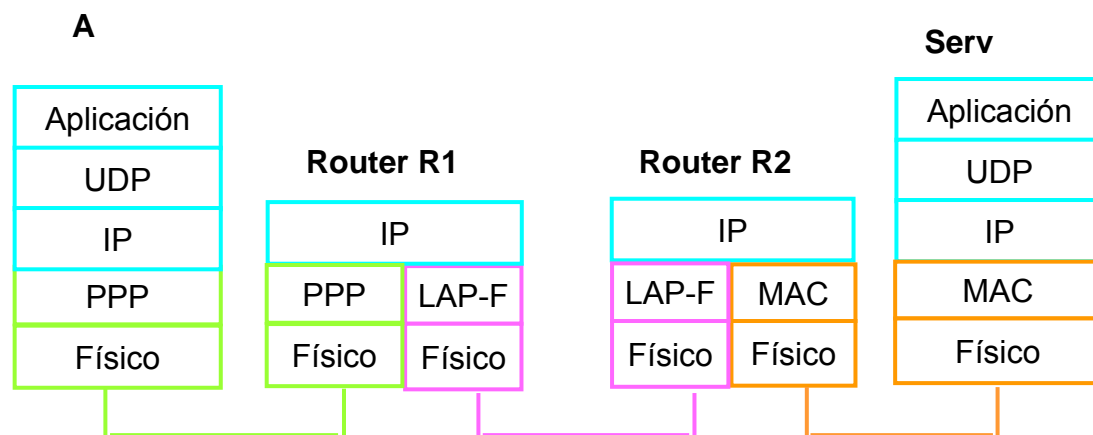 A
Serv
Aplicación
UDP
IP
PPP
Físico
Router R1
IP
PPP LAP-F
Físico Físico
Router R2
IP
LAP-F MAC
Físico Físico
Aplicación
UDP
IP
MAC
Físico